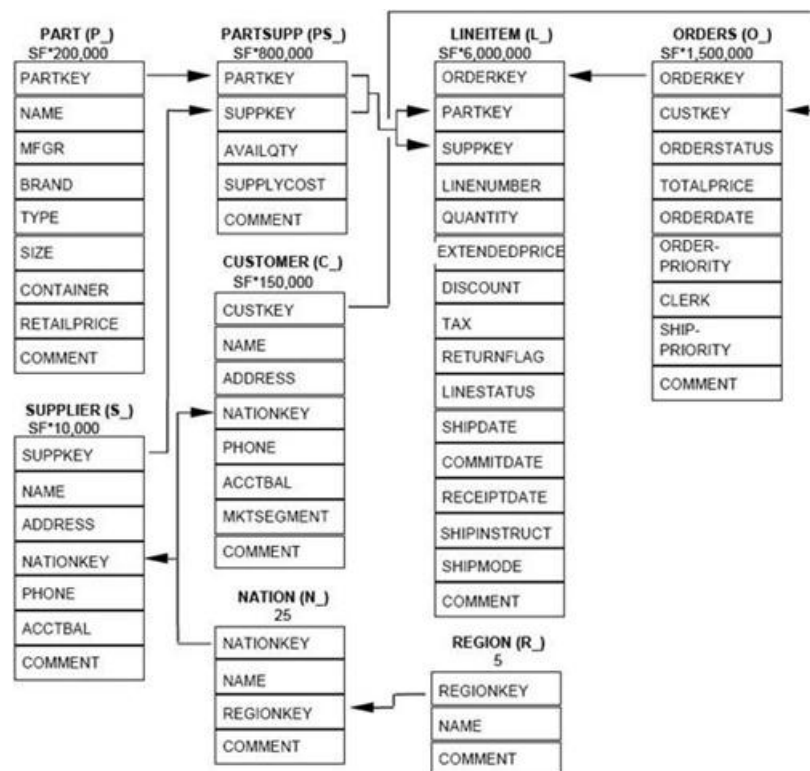 PART (P_)
SF*200,000
PARTKEY
NAME
MFGR
BRAND
TYPE
SIZE
CONTAINER
RETAILPRICE
COMMENT
SUPPLIER (S_)
SF*10,000
SUPPKEY
NAME
ADDRESS
NATIONKEY
PHONE
ACCTBAL
COMMENT
PARTSUPP (PS_)
SF*800,000
PARTKEY
SUPPKEY
AVAILQTY
SUPPLYCOST
COMMENT
CUSTOMER (C_)
SF*150,000
CUSTKEY
NAME
ADDRESS
NATIONKEY
PHONE
ACCTBAL
MKTSEGMENT
COMMENT
NATION (N_)
25
NATIONKEY
NAME
REGIONKEY
COMMENT
LINEITEM (L_)
SF*6,000,000
ORDERKEY
PARTKEY
SUPPKEY
LINENUMBER
QUANTITY
EXTENDEDPRICE
DISCOUNT
TAX
RETURNFLAG
LINESTATUS
SHIPDATE
COMMITDATE
RECEIPTDATE
SHIPINSTRUCT
SHIPMODE
COMMENT
REGION (R_)
5
REGIONKEY
NAME
COMMENT
ORDERS (O_)
SF*1,500,000
ORDERKEY
CUSTKEY
ORDERSTATUS
TOTALPRICE
ORDERDATE
ORDER-
PRIORITY
CLERK
SHIP-
PRIORITY
COMMENT